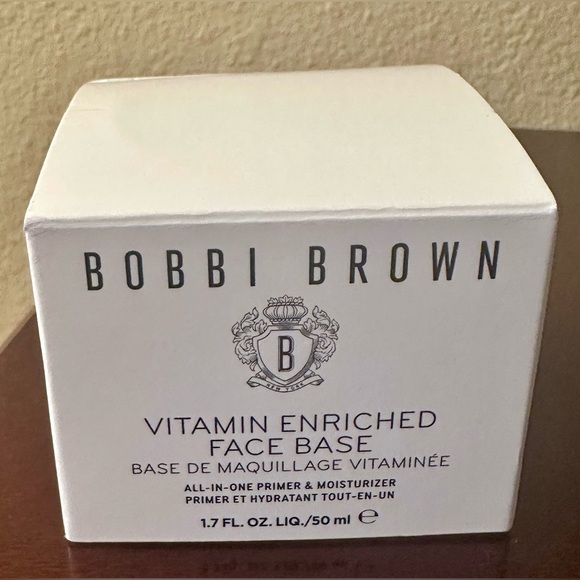 BOBBI BROWN
B
NEW YORK
VITAMIN ENRICHED
FACE BASE
BASE DE MAQUILLAGE VITAMINÉE
ALL-IN-ONE PRIMER & MOISTURIZER
PRIMER ET HYDRATANT TOUT-EN-UN
1.7 FL. OZ. LIQ./50 ml ℮